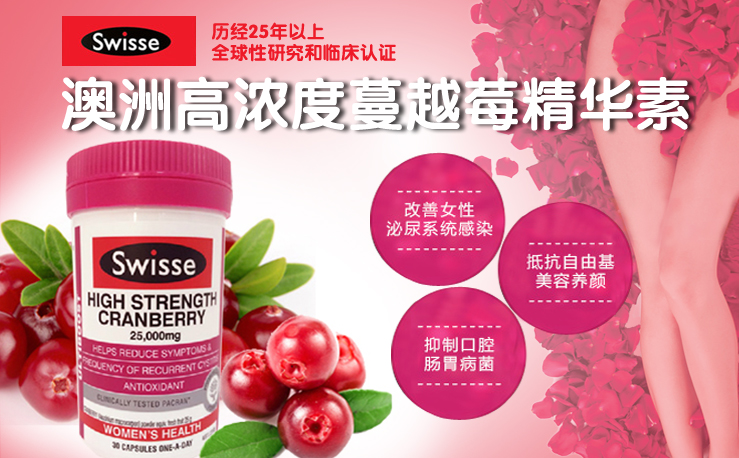 Swisse
历经25年以上
全球性研究和临床认证
澳洲高浓度蔓越莓精华素
改善女性
泌尿系统感染
抵抗自由基
美容养颜
抑制口腔
肠胃病菌
Swisse
HIGH STRENGTH
CRANBERRY
25,000mg
HELPS REDUCE SYMPTOMS &
FREQUENCY OF RECURRENT CYSTITIS
ANTIOXIDANT
CLINICALLY TESTED PACRAN
WOMEN'S HEALTH
30 CAPSULES ONE-A-DAY